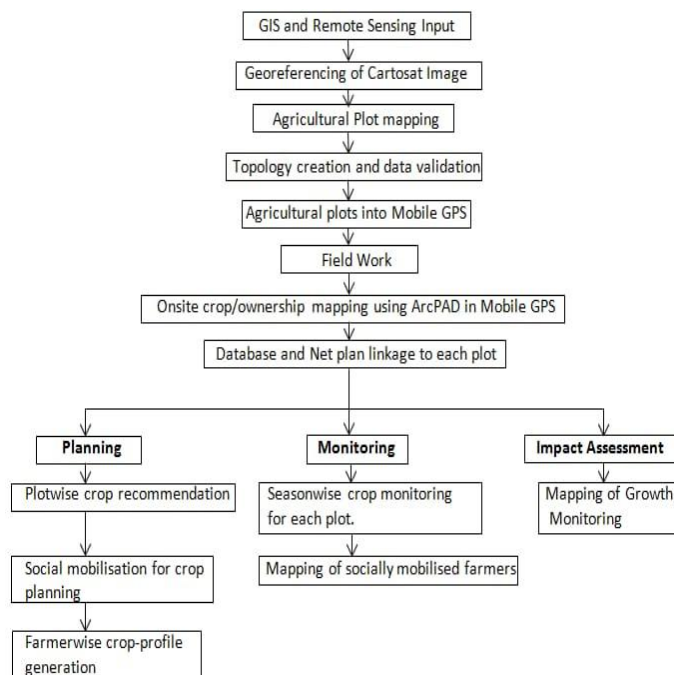 GIS and Remote Sensing Input
Georeferencing of Cartosat Image
Agricultural Plot mapping
Topology creation and data validation
Agricultural plots into Mobile GPS
Field Work
Onsite crop/ownership mapping using ArcPAD in Mobile GPS
Database and Net plan linkage to each plot
Planning
Plotwise crop recommendation
Social mobilisation for crop
planning
Farmerwise crop-profile
generation
Monitoring
Seasonwise crop monitoring
for each plot.
Mapping of socially mobilised farmers
Impact Assessment
Mapping of Growth
Monitoring